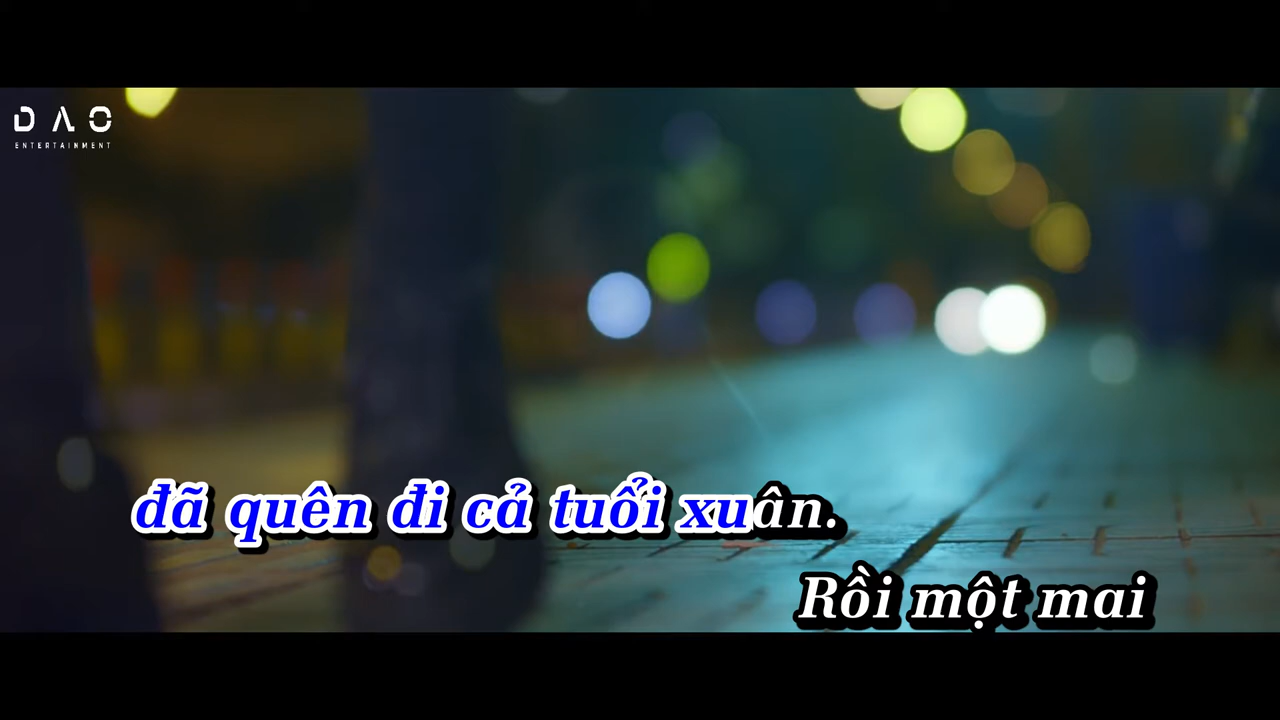 DAO
ENTERTAINMENT
đã quên đi cả tuổi xuân.
Rồi một mai